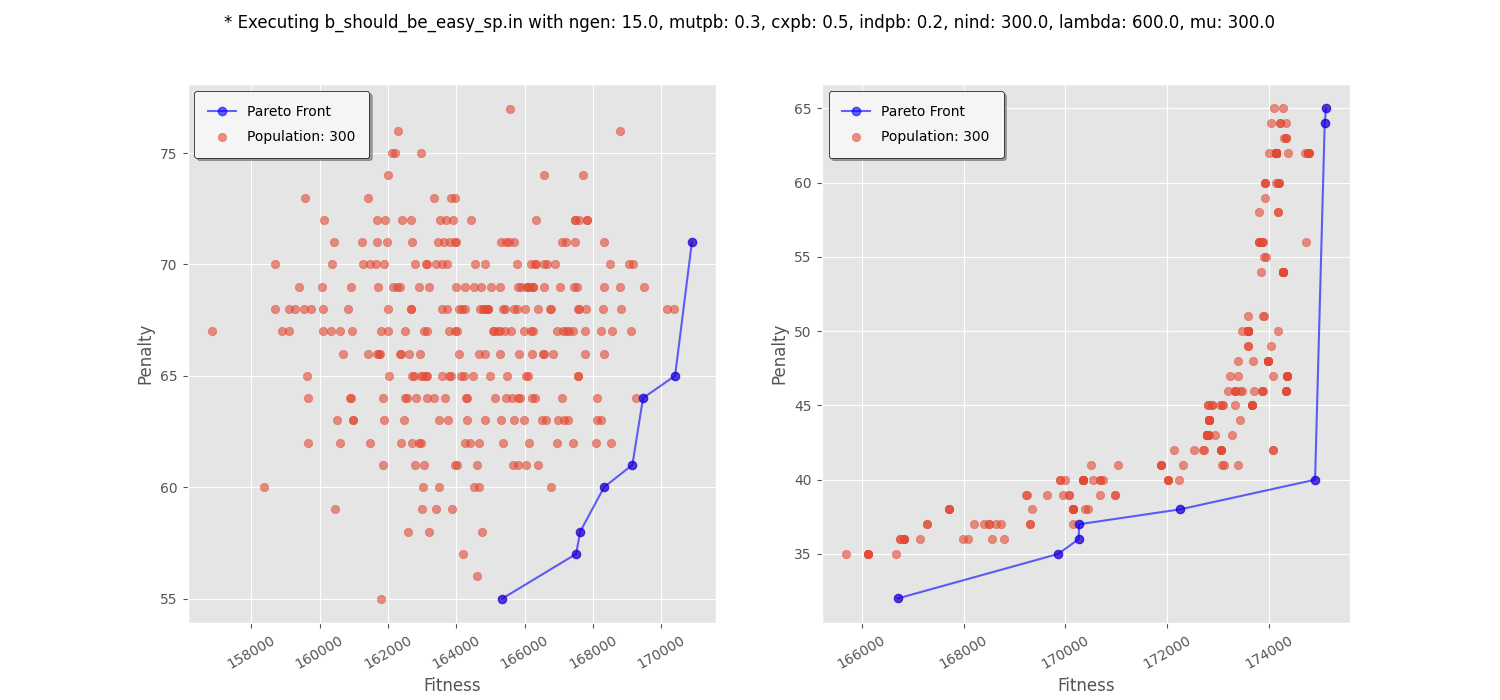 * Executing b_should_be_easy_sp.in with ngen: 15.0, mutpb: 0.3, cxpb: 0.5, indpb: 0.2, nind: 300.0, lambda: 600.0, mu: 300.0
Pareto Front
Population: 300
75
70
65
60
55
Penalty
158000
160000
162000
164000
166000
168000
170000
Fitness
Pareto Front
Population: 300
65
60
55
50
45
40
35
Penalty
166000
168000
170000
172000
174000
Fitness